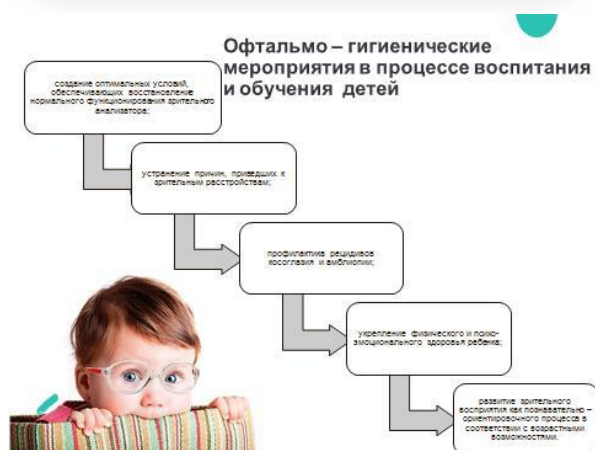 Офтальмо – гигиенические
мероприятия в процессе воспитания
и обучения детей
создание оптимальных условий,
обеспечивающих восстановление
нормального функционирования зрительного
анализатора;
устранение причин, приведших к
зрительным расстройствам;
профилактика рецидивов
косоглазия и амблиопии;
укрепление физического и психо-
эмоционального здоровья ребенка;
развитие зрительного
восприятия как познавательно –
ориентировочного процесса в
соответствии с возрастными
возможностями.